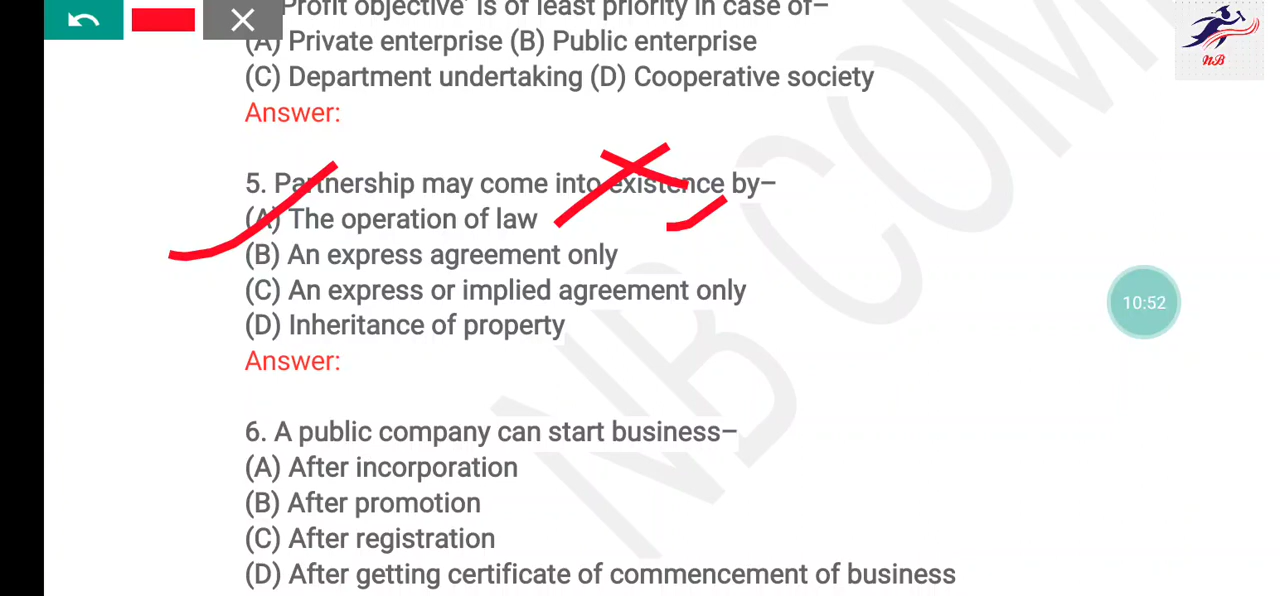 Profit objective' is of least priority in case of–
(A) Private enterprise (B) Public enterprise
(C) Department undertaking (D) Cooperative society
Answer:
5. Partnership may come into existence by–
(A) The operation of law
(B) An express agreement only
(C) An express or implied agreement only
(D) Inheritance of property
Answer:
6. A public company can start business–
(A) After incorporation
(B) After promotion
(C) After registration
(D) After getting certificate of commencement of business
10:52
NB
NB COM